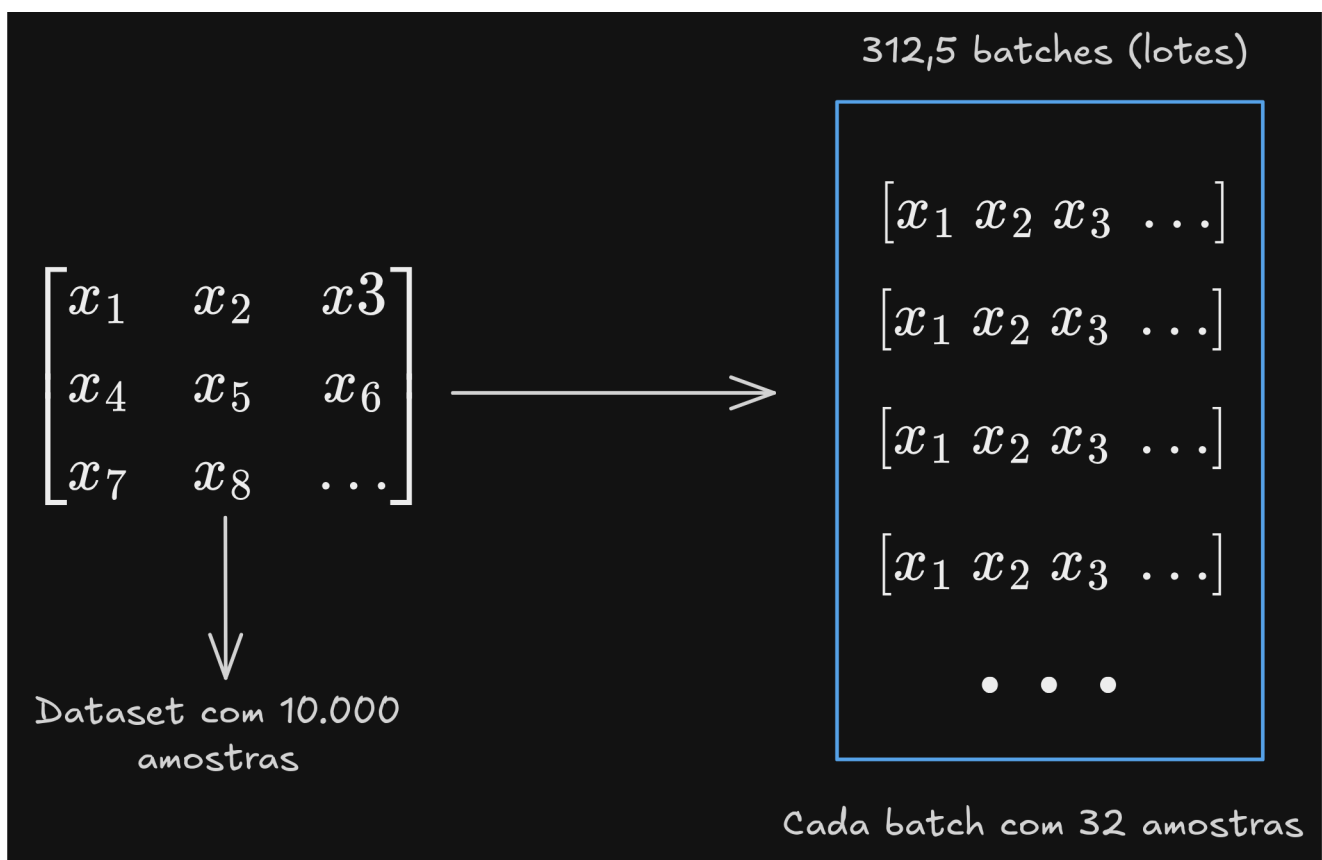 312,5 batches (lotes)
[x₁ x₂ x₃ ...]
[x₁ x₂ x₃ ...]
[x₁ x₂ x₃ ...]
[x₁ x₂ x₃ ...]
. . .
Cada batch com 32 amostras
x₁ x₂ x3
x₄ x₅ x₆
x₇ x₈ ...
Dataset com 10.000
amostras